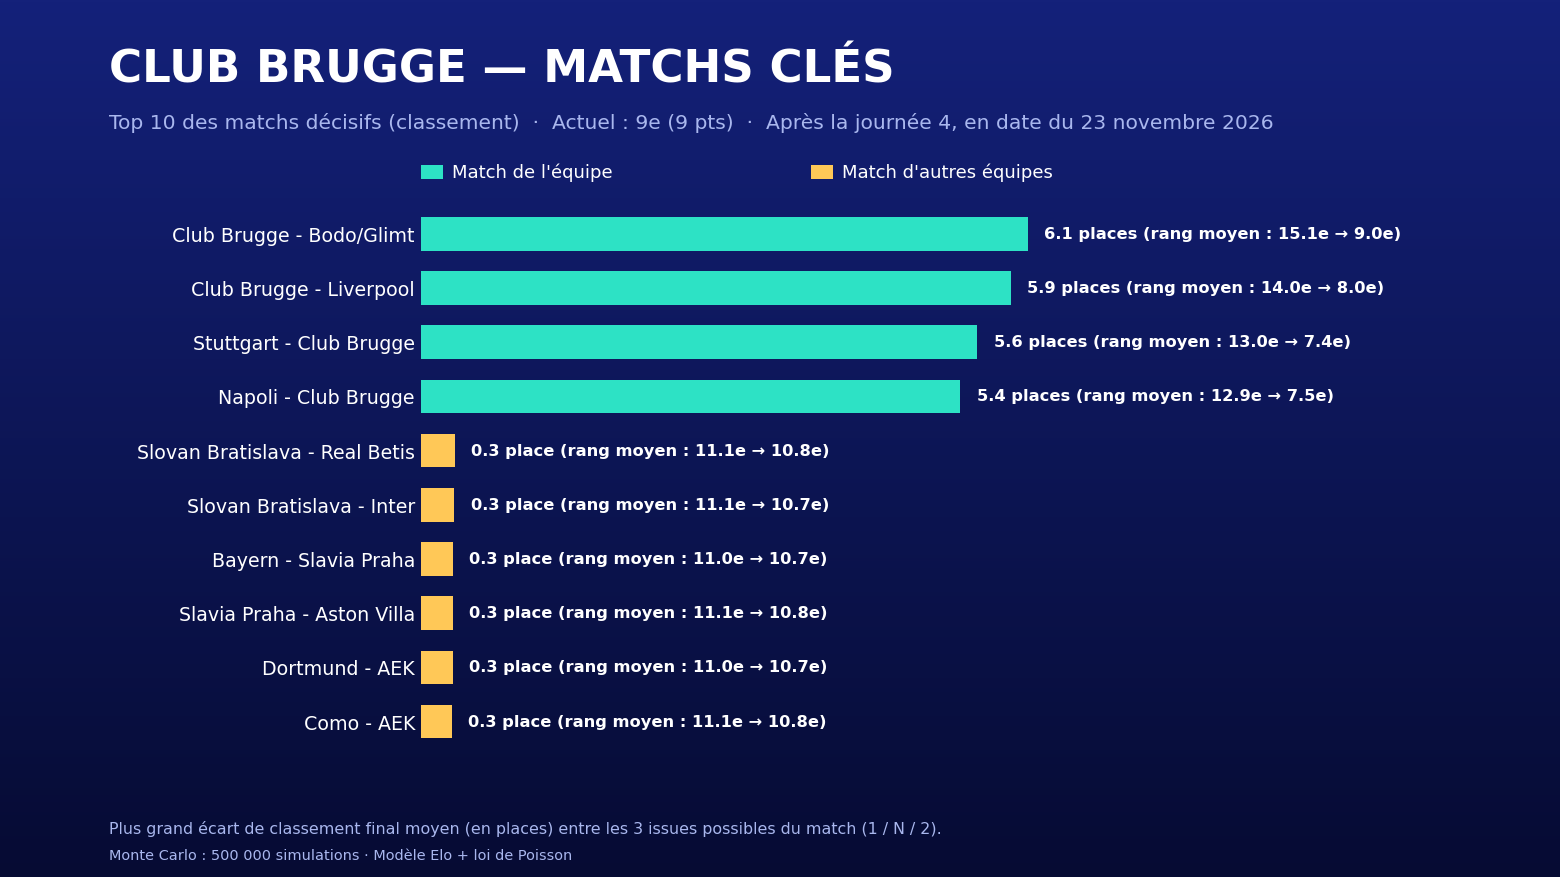 CLUB BRUGGE — MATCHS CLÉS
Top 10 des matchs décisifs (classement) · Actuel : 9e (9 pts) · Après la journée 4, en date du 23 novembre 2026
Match de l'équipe Match d'autres équipes
Club Brugge - Bodo/Glimt 6.1 places (rang moyen : 15.1e → 9.0e)
Club Brugge - Liverpool 5.9 places (rang moyen : 14.0e → 8.0e)
Stuttgart - Club Brugge 5.6 places (rang moyen : 13.0e → 7.4e)
Napoli - Club Brugge 5.4 places (rang moyen : 12.9e → 7.5e)
Slovan Bratislava - Real Betis 0.3 place (rang moyen : 11.1e → 10.8e)
Slovan Bratislava - Inter 0.3 place (rang moyen : 11.1e → 10.7e)
Bayern - Slavia Praha 0.3 place (rang moyen : 11.0e → 10.7e)
Slavia Praha - Aston Villa 0.3 place (rang moyen : 11.1e → 10.8e)
Dortmund - AEK 0.3 place (rang moyen : 11.0e → 10.7e)
Como - AEK 0.3 place (rang moyen : 11.1e → 10.8e)
Plus grand écart de classement final moyen (en places) entre les 3 issues possibles du match (1 / N / 2).
Monte Carlo : 500 000 simulations · Modèle Elo + loi de Poisson